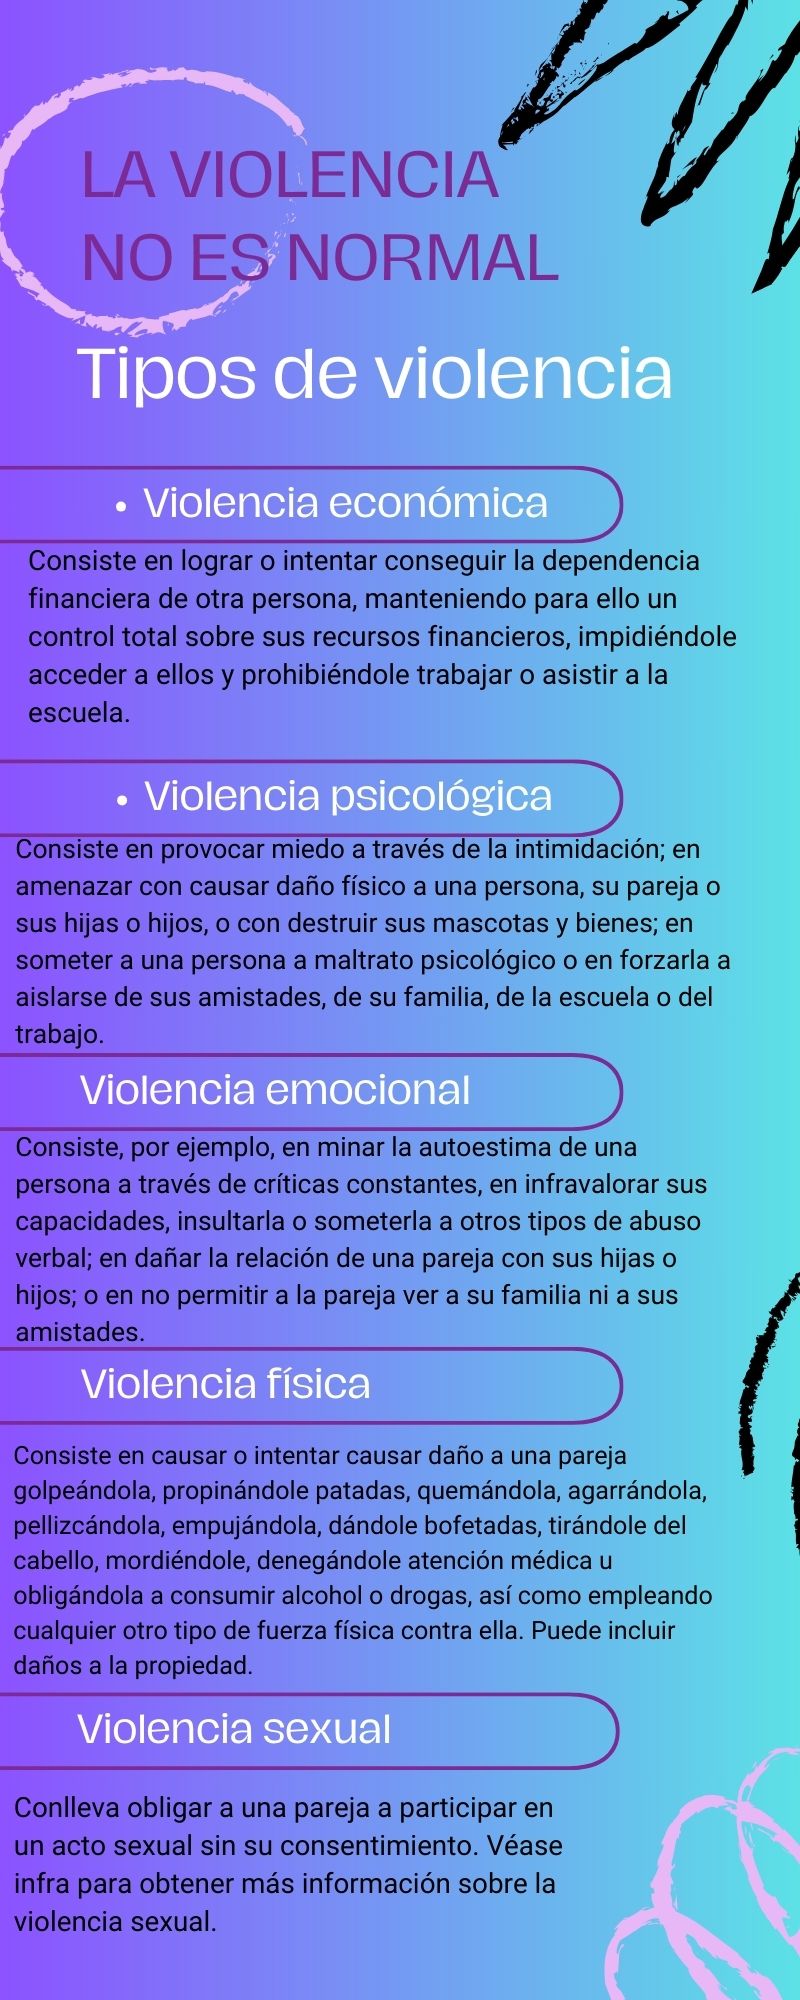 LA VIOLENCIA
NO ES NORMAL
Tipos de violencia
• Violencia económica
Consiste en lograr o intentar conseguir la dependencia
financiera de otra persona, manteniendo para ello un
control total sobre sus recursos financieros, impidiéndole
acceder a ellos y prohibiéndole trabajar o asistir a la
escuela.
• Violencia psicológica
Consiste en provocar miedo a través de la intimidación; en
amenazar con causar daño físico a una persona, su pareja o
sus hijas o hijos, o con destruir sus mascotas y bienes; en
someter a una persona a maltrato psicológico o en forzarla a
aislarse de sus amistades, de su familia, de la escuela o del
trabajo.
Violencia emocional
Consiste, por ejemplo, en minar la autoestima de una
persona a través de críticas constantes, en infravalorar sus
capacidades, insultarla o someterla a otros tipos de abuso
verbal; en dañar la relación de una pareja con sus hijas o
hijos; o en no permitir a la pareja ver a su familia ni a sus
amistades.
Violencia física
Consiste en causar o intentar causar daño a una pareja
golpeándola, propinándole patadas, quemándola, agarrándola,
pellizcándola, empujándola, dándole bofetadas, tirándole del
cabello, mordiéndole, denegándole atención médica u
obligándola a consumir alcohol o drogas, así como empleando
cualquier otro tipo de fuerza física contra ella. Puede incluir
daños a la propiedad.
Violencia sexual
Conlleva obligar a una pareja a participar en
un acto sexual sin su consentimiento. Véase
infra para obtener más información sobre la
violencia sexual.